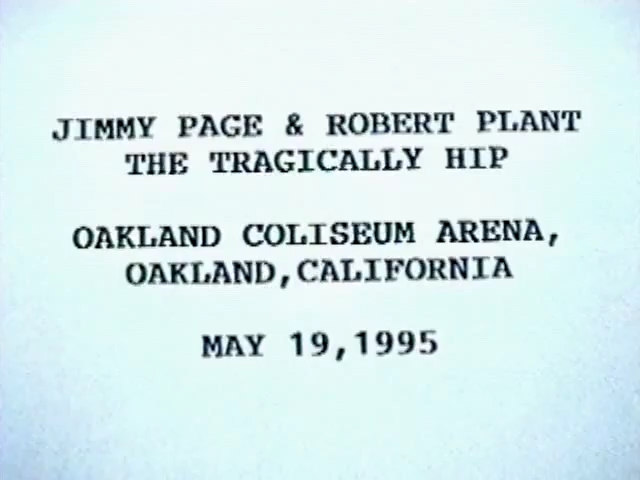 JIMMY PAGE & ROBERT PLANT
THE TRAGICALLY HIP
OAKLAND COLISEUM ARENA,
OAKLAND,CALIFORNIA
MAY 19,1995